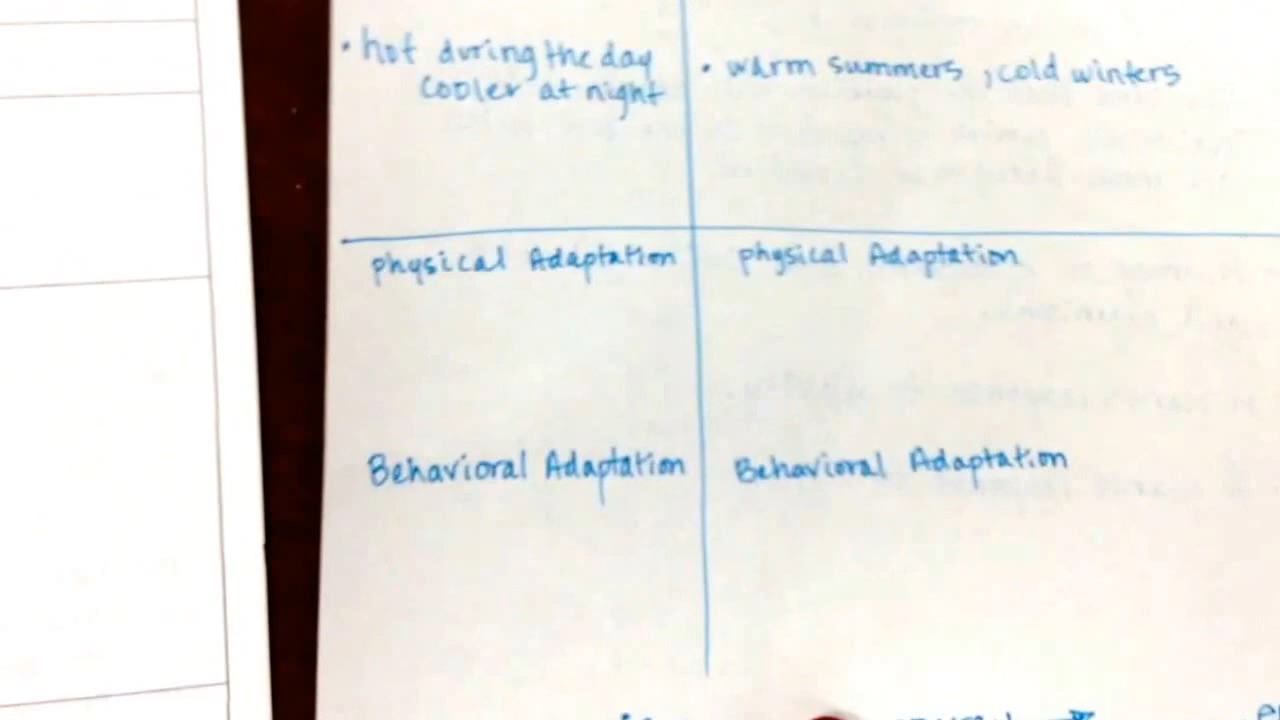 • hot during the day
cooler at night
• warm summers, cold winters
physical Adaptation
physical Adaptation
Behavioral Adaptation
Behavioral Adaptation